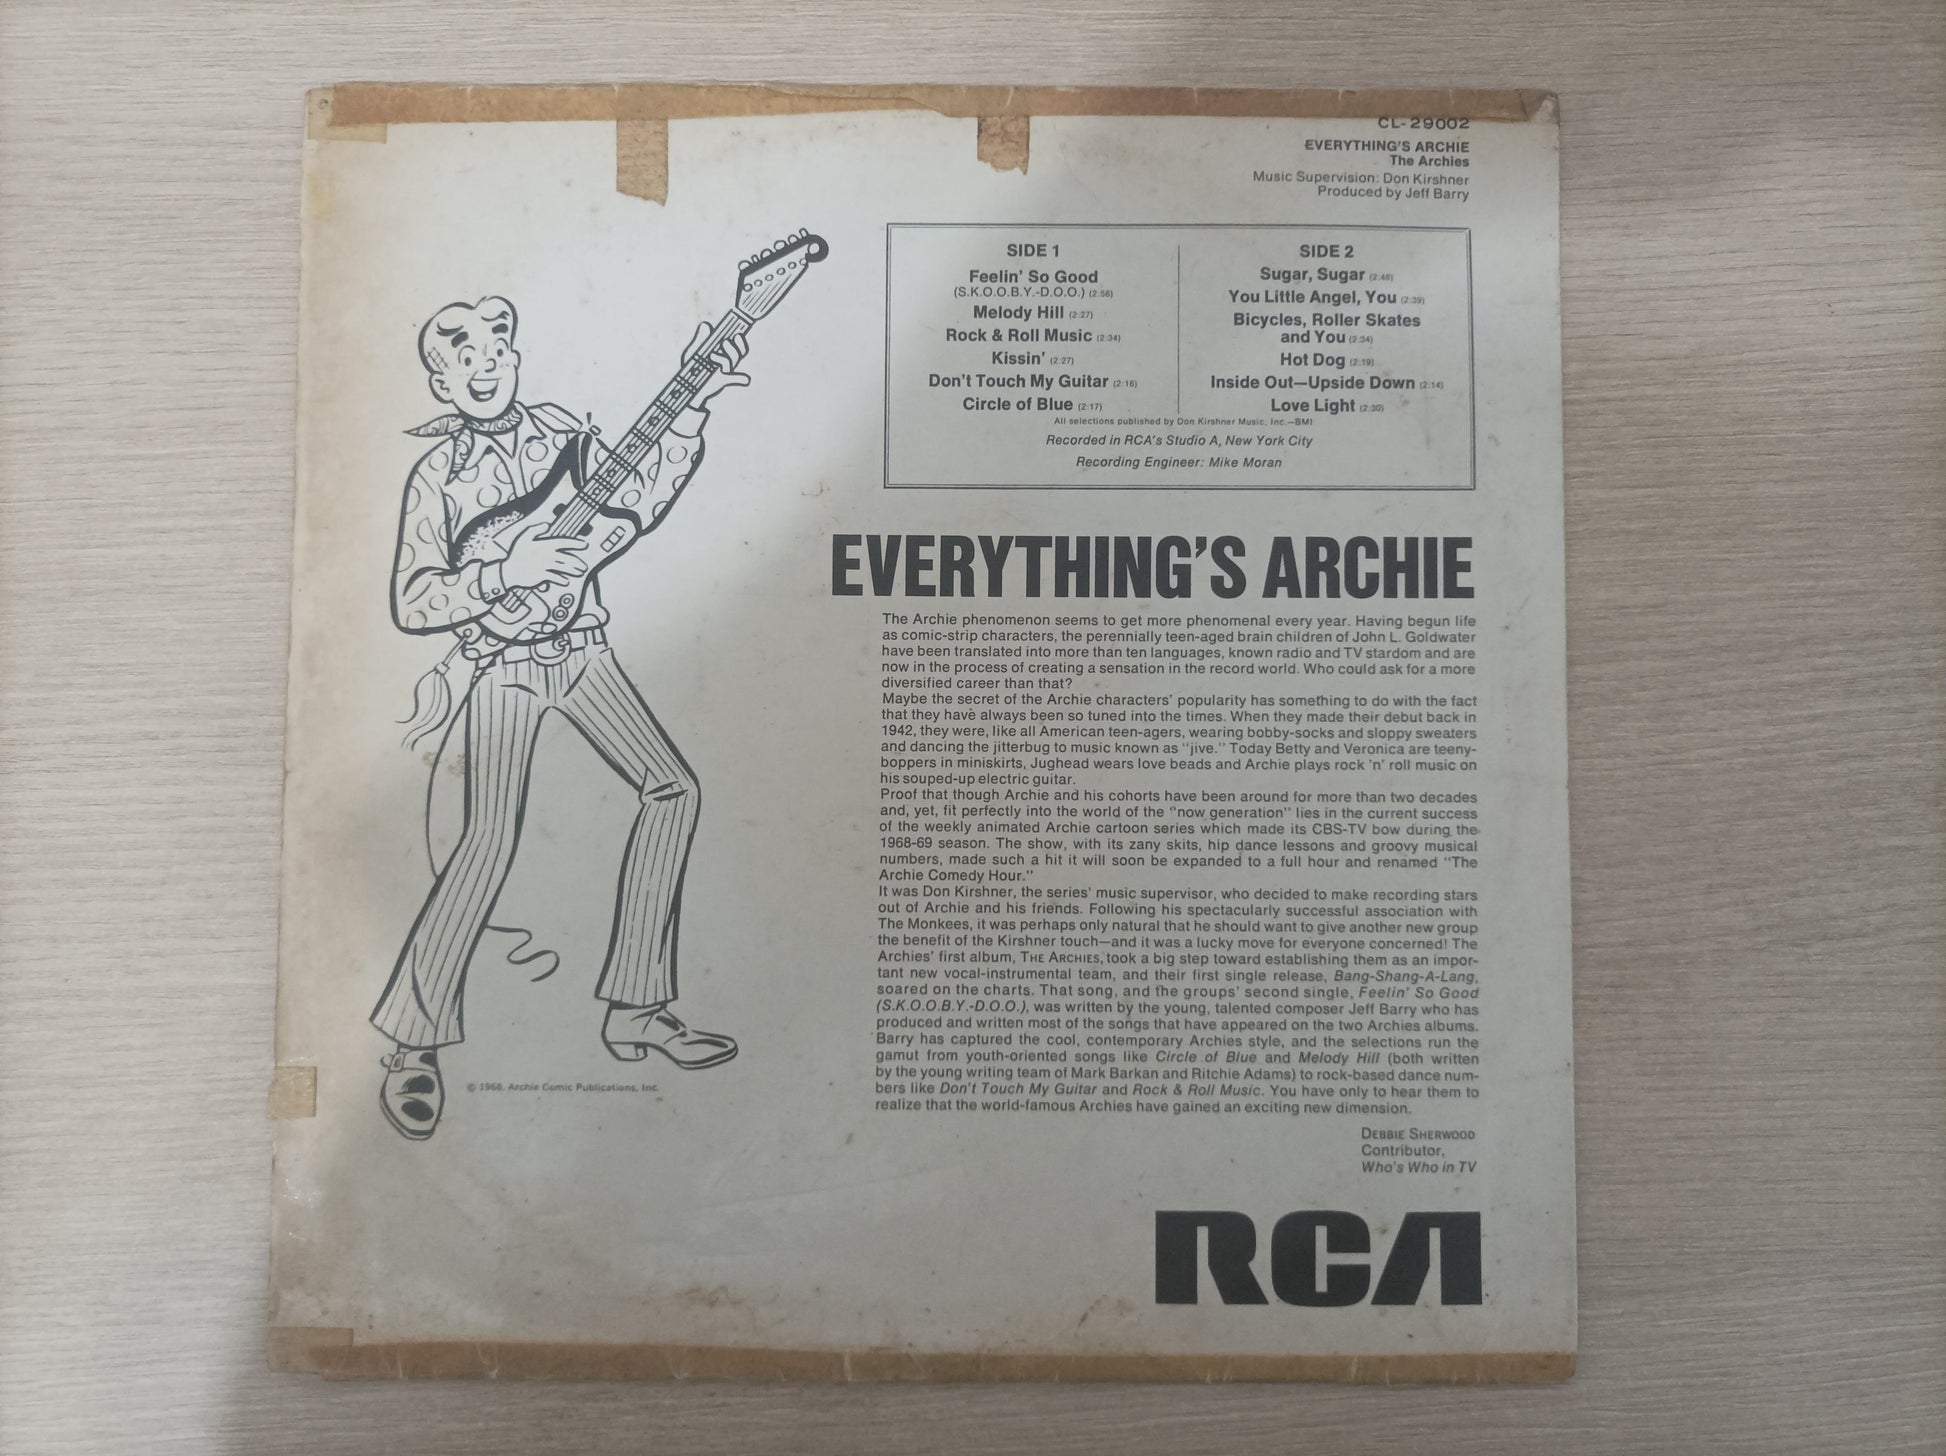 CL-29002
EVERYTHING'S ARCHIE
The Archies
Music Supervision: Don Kirshner
Produced by Jeff Barry
SIDE 1
Feelin' So Good
(S.K.O.O.B.Y.-D.O.O.) (2:56)
Melody Hill (2:27)
Rock & Roll Music (2:34)
Kissin' (2:27)
Don't Touch My Guitar (2:16)
Circle of Blue (2:17)
SIDE 2
Sugar, Sugar (2:48)
You Little Angel, You (2:39)
Bicycles, Roller Skates
and You (2:34)
Hot Dog (2:19)
Inside Out—Upside Down (2:14)
Love Light (2:30)
All selections published by Don Kirshner Music, Inc.—BMI
Recorded in RCA's Studio A, New York City
Recording Engineer: Mike Moran
EVERYTHING'S ARCHIE
The Archie phenomenon seems to get more phenomenal every year. Having begun life
as comic-strip characters, the perennially teen-aged brain children of John L. Goldwater
have been translated into more than ten languages, known radio and TV stardom and are
now in the process of creating a sensation in the record world. Who could ask for a more
diversified career than that?
Maybe the secret of the Archie characters' popularity has something to do with the fact
that they have always been so tuned into the times. When they made their debut back in
1942, they were, like all American teen-agers, wearing bobby-socks and sloppy sweaters
and dancing the jitterbug to music known as "jive." Today Betty and Veronica are teeny-
boppers in miniskirts, Jughead wears love beads and Archie plays rock 'n' roll music on
his souped-up electric guitar.
Proof that though Archie and his cohorts have been around for more than two decades
and, yet, fit perfectly into the world of the "now generation" lies in the current success
of the weekly animated Archie cartoon series which made its CBS-TV bow during the
1968-69 season. The show, with its zany skits, hip dance lessons and groovy musical
numbers, made such a hit it will soon be expanded to a full hour and renamed "The
Archie Comedy Hour."
It was Don Kirshner, the series' music supervisor, who decided to make recording stars
out of Archie and his friends. Following his spectacularly successful association with
The Monkees, it was perhaps only natural that he should want to give another new group
the benefit of the Kirshner touch—and it was a lucky move for everyone concerned! The
Archies' first album, THE ARCHIES, took a big step toward establishing them as an impor-
tant new vocal-instrumental team, and their first single release, Bang-Shang-A-Lang,
soared on the charts. That song, and the groups' second single, Feelin' So Good
(S.K.O.O.B.Y.-D.O.O.), was written by the young, talented composer Jeff Barry who has
produced and written most of the songs that have appeared on the two Archies albums.
Barry has captured the cool, contemporary Archies style, and the selections run the
gamut from youth-oriented songs like Circle of Blue and Melody Hill (both written
by the young writing team of Mark Barkan and Ritchie Adams) to rock-based dance num-
bers like Don't Touch My Guitar and Rock & Roll Music. You have only to hear them to
realize that the world-famous Archies have gained an exciting new dimension.
DEBBIE SHERWOOD
Contributor,
Who's Who in TV
© 1968, Archie Comic Publications, Inc.
RCA